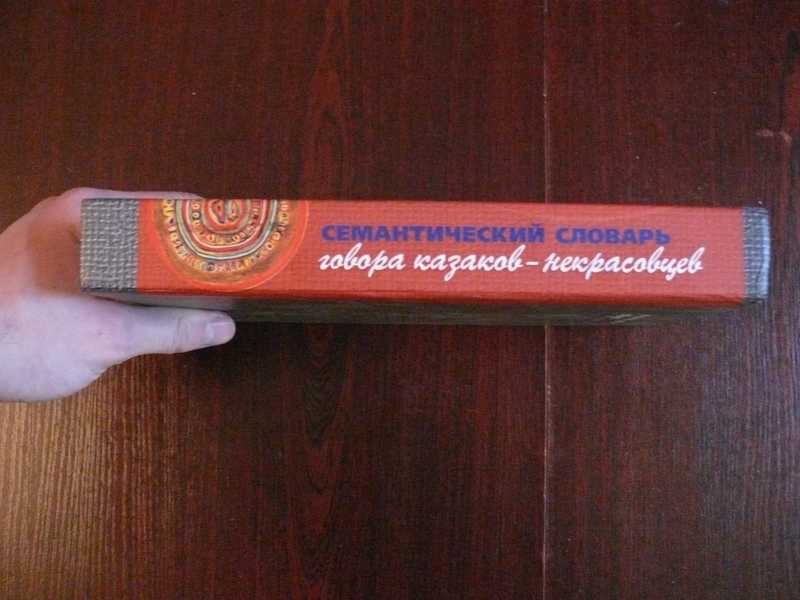 СЕМАНТИЧЕСКИЙ СЛОВАРЬ
говора казаков-некрасовцев